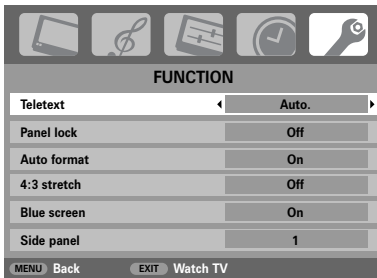 FUNCTION
Teletext Auto.
Panel lock Off
Auto format On
4:3 stretch Off
Blue screen On
Side panel 1
MENU Back EXIT Watch TV